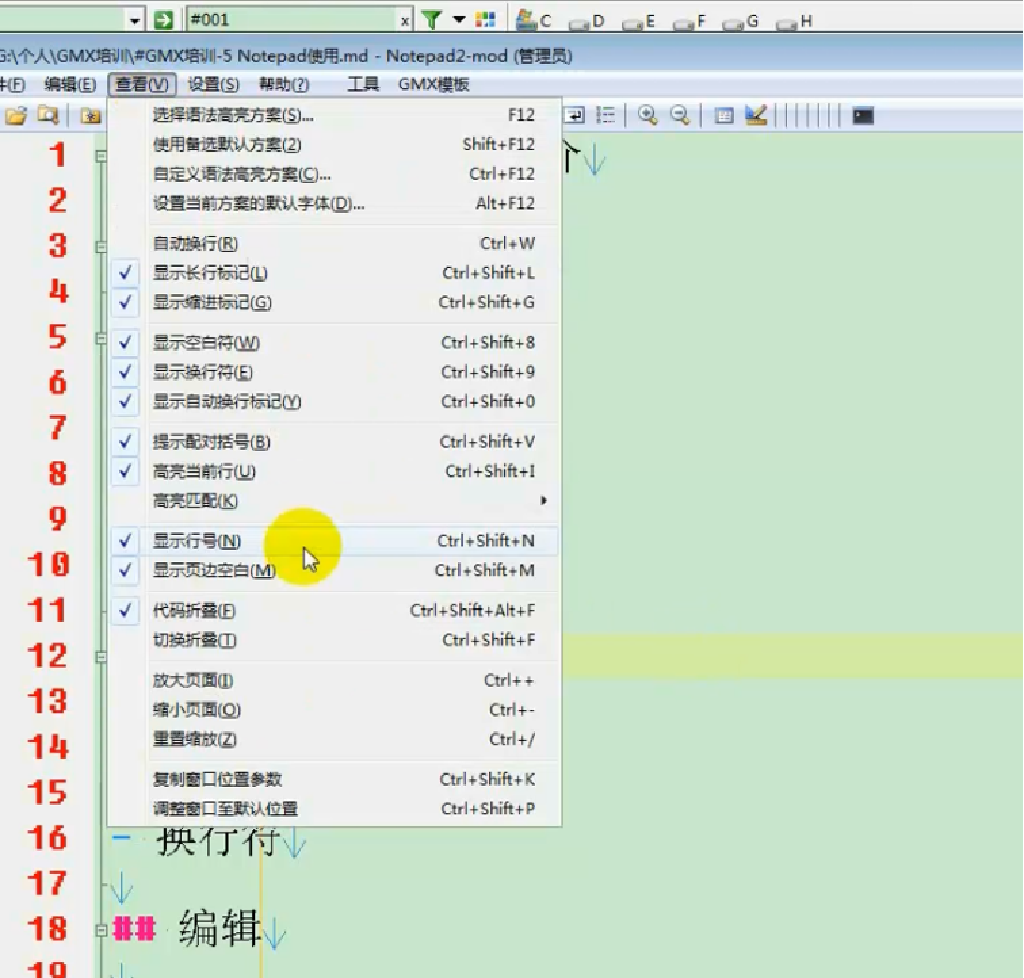 #001 x C D E F G H
G:\个人\GMX培训\#GMX培训-5 Notepad使用.md - Notepad2-mod (管理员)
件(F) 编辑(E) 查看(V) 设置(S) 帮助(?) 工具 GMX模板
选择语法高亮方案(S)... F12
使用备选默认方案(2) Shift+F12
自定义语法高亮方案(C)... Ctrl+F12
设置当前方案的默认字体(D)... Alt+F12
自动换行(R) Ctrl+W
显示长行标记(L) Ctrl+Shift+L
显示缩进标记(G) Ctrl+Shift+G
显示空白符(W) Ctrl+Shift+8
显示换行符(E) Ctrl+Shift+9
显示自动换行标记(Y) Ctrl+Shift+0
提示配对括号(B) Ctrl+Shift+V
高亮当前行(U) Ctrl+Shift+I
高亮匹配(K)
显示行号(N) Ctrl+Shift+N
显示页边空白(M) Ctrl+Shift+M
代码折叠(F) Ctrl+Shift+Alt+F
切换折叠(T) Ctrl+Shift+F
放大页面(I) Ctrl++
缩小页面(O) Ctrl+-
重置缩放(Z) Ctrl+/
复制窗口位置参数 Ctrl+Shift+K
调整窗口至默认位置 Ctrl+Shift+P
1
2
3
4
5
6
7
8
9
10
11
12
13
14
15
16 - 换行符
17
18 ## 编辑
19